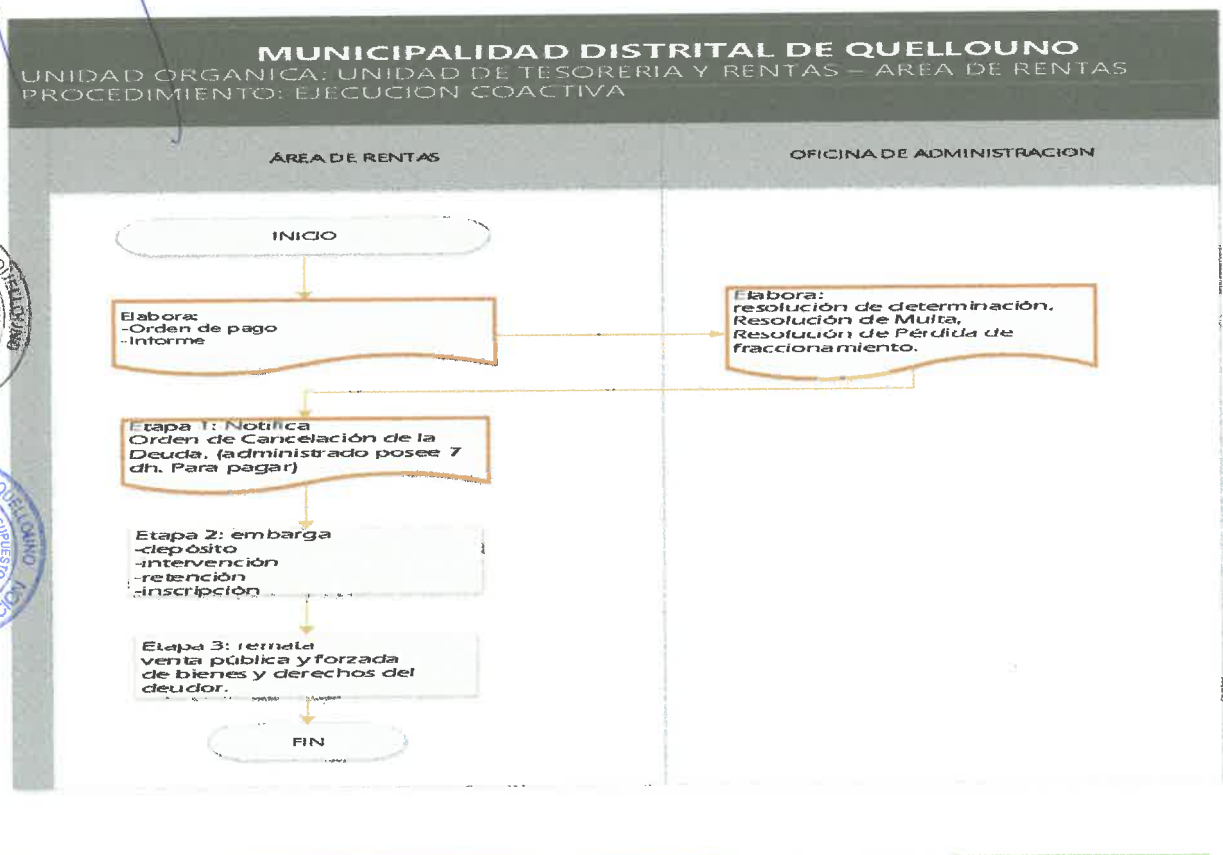 MUNICIPALIDAD DISTRITAL DE QUELLOUNO
UNIDAD ORGANICA: UNIDAD DE TESORERIA Y RENTAS – AREA DE RENTAS
PROCEDIMIENTO: EJECUCION COACTIVA
ÁREA DE RENTAS
OFICINA DE ADMINISTRACION
INICIO
Elabora:
-Orden de pago
-Informe
Elabora:
resolución de determinación,
Resolución de Multa,
Resolución de Pérdida de
fraccionamiento.
Etapa 1: Notifica
Orden de Cancelación de la
Deuda, (administrado posee 7
dh. Para pagar)
Etapa 2: embarga
-depósito
-intervención
-retención
-inscripción
Etapa 3: remata
venta pública y forzada
de bienes y derechos del
deudor.
FIN
QUELLOUNO
QUELLOUNO